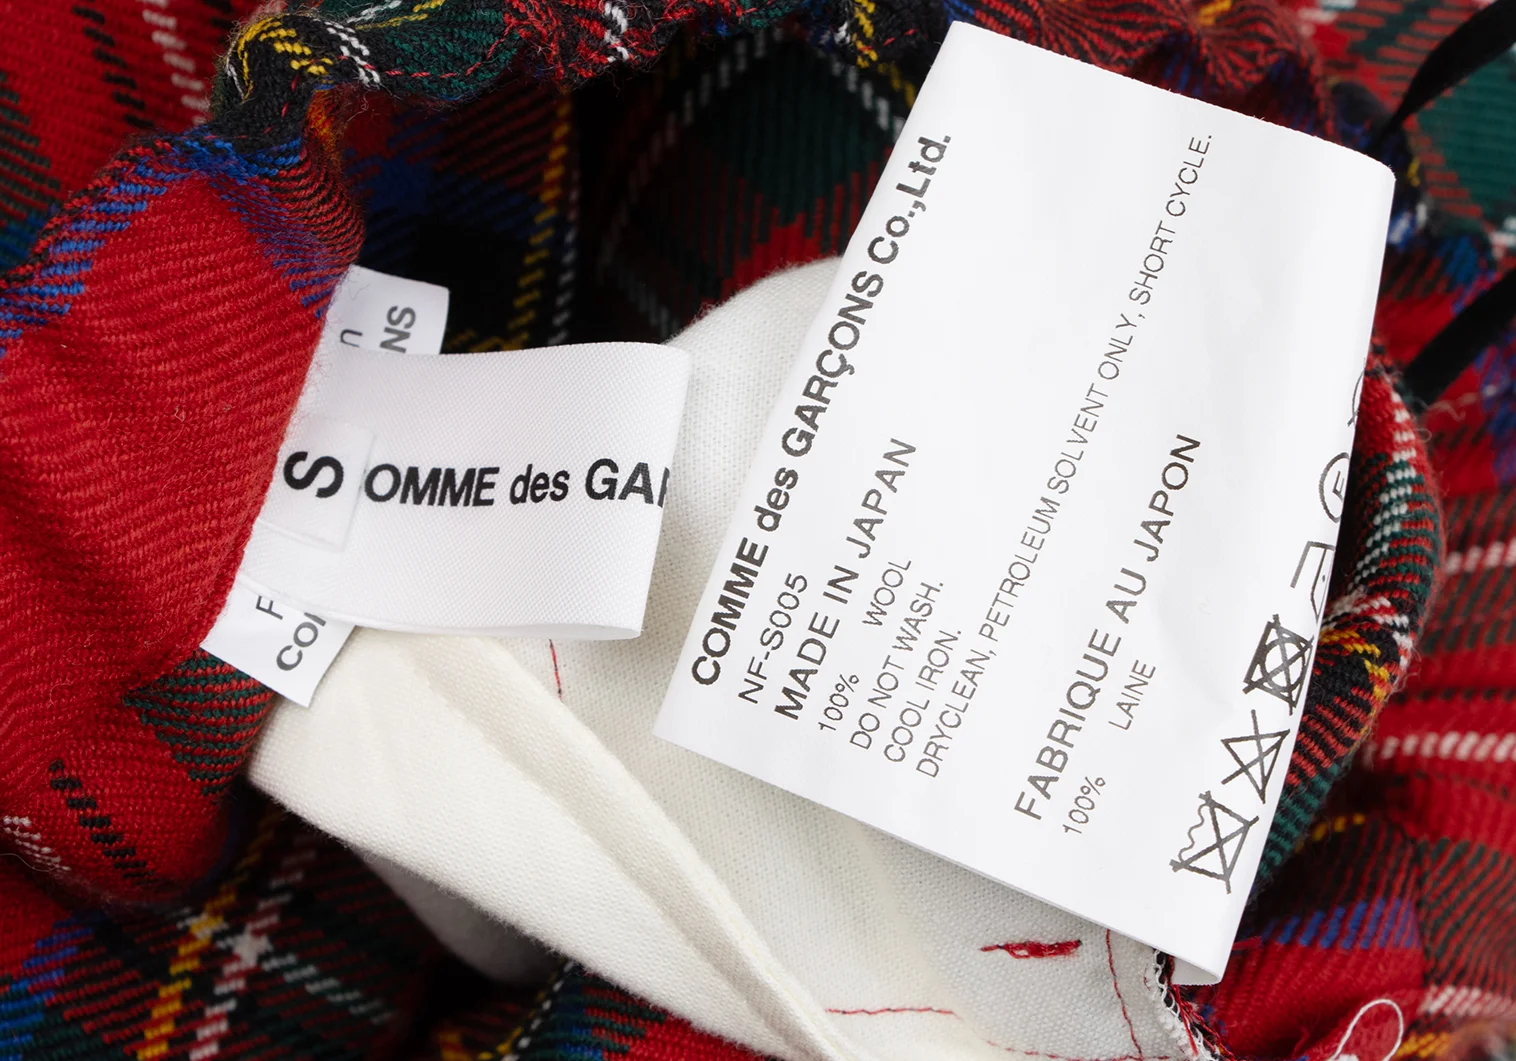 S
OMME des GA
NS
COMME des GARÇONS Co.,Ltd.
NF-S005
MADE IN JAPAN
100% WOOL
DO NOT WASH.
COOL IRON.
DRYCLEAN, PETROLEUM SOLVENT ONLY, SHORT CYCLE.
FABRIQUE AU JAPON
100% LAINE